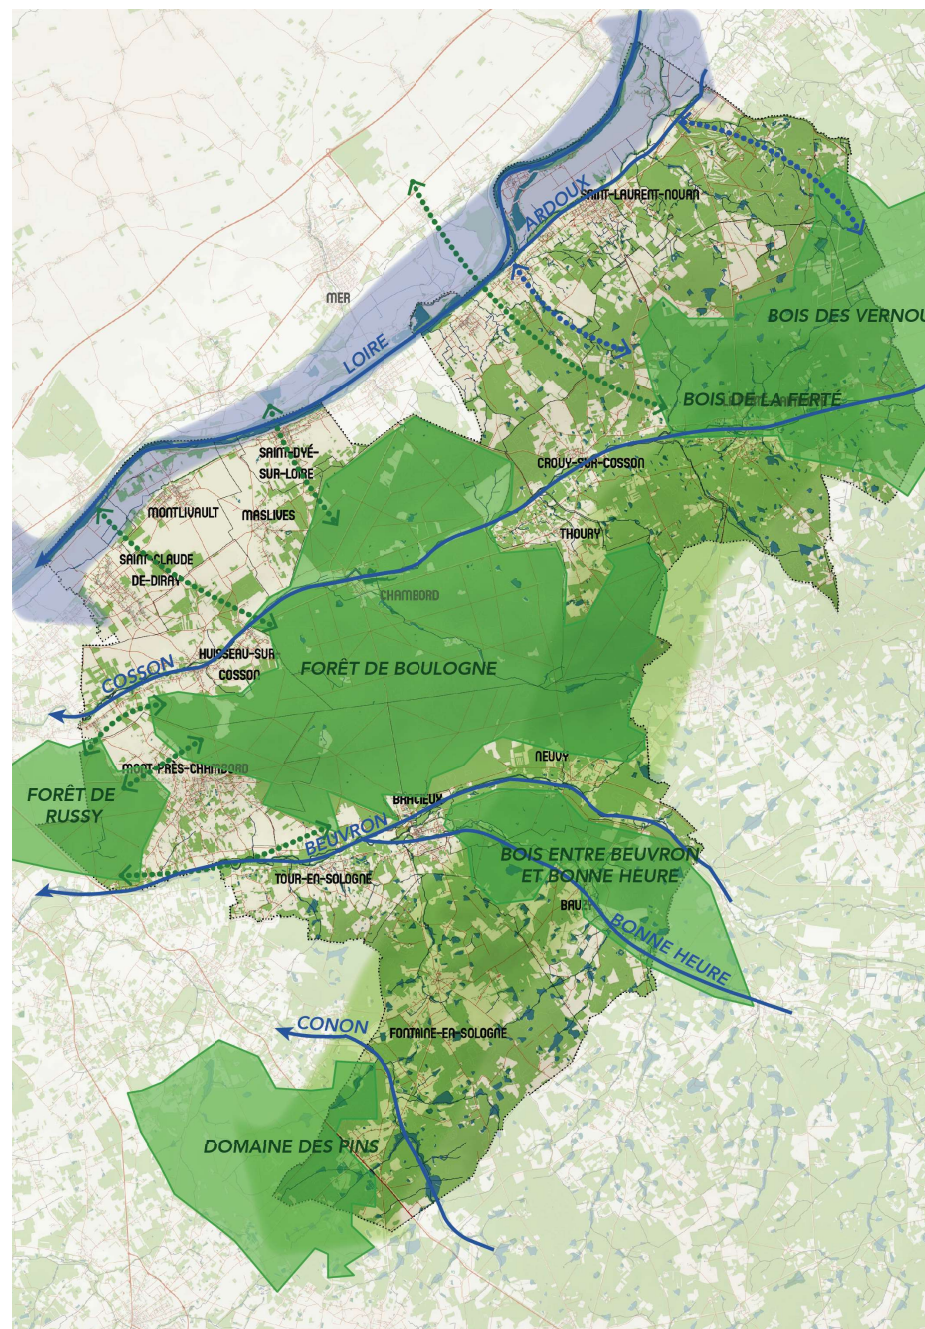 ARDOUX
SAINT-LAURENT-NOUAN
MER
BOIS DES VERNOU
LOIRE
BOIS DE LA FERTÉ
SAINT-DYÉ-
SUR-LOIRE
CROUY-SUR-COSSON
MONTLIVAULT
MASLIVES
THOURY
SAINT-CLAUDE
DE-DIRAY
CHAMBORD
HUISSEAU-SUR-
COSSON
FORÊT DE BOULOGNE
COSSON
NEUVY
MONT-PRÈS-CHAMBORD
FORÊT DE
RUSSY
BRACIEUX
BEUVRON
BOIS ENTRE BEUVRON
ET BONNE HEURE
TOUR-EN-SOLOGNE
BAUZY
BONNE HEURE
CONON
FONTAINE-EN-SOLOGNE
DOMAINE DES PINS